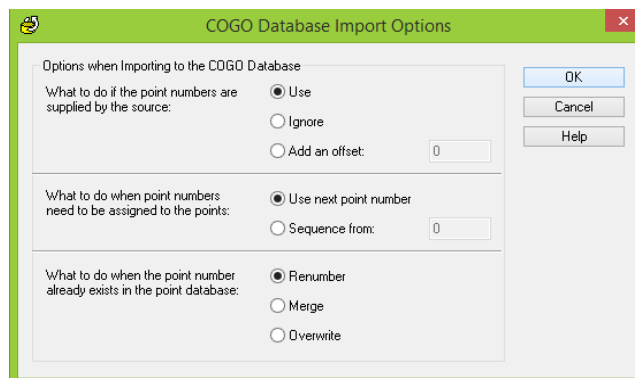 COGO Database Import Options
×
Options when Importing to the COGO Database
What to do if the point numbers are
supplied by the source:
Use
Ignore
Add an offset:
0
What to do when point numbers
need to be assigned to the points:
Use next point number
Sequence from:
0
What to do when the point number
already exists in the point database:
Renumber
Merge
Overwrite
OK
Cancel
Help